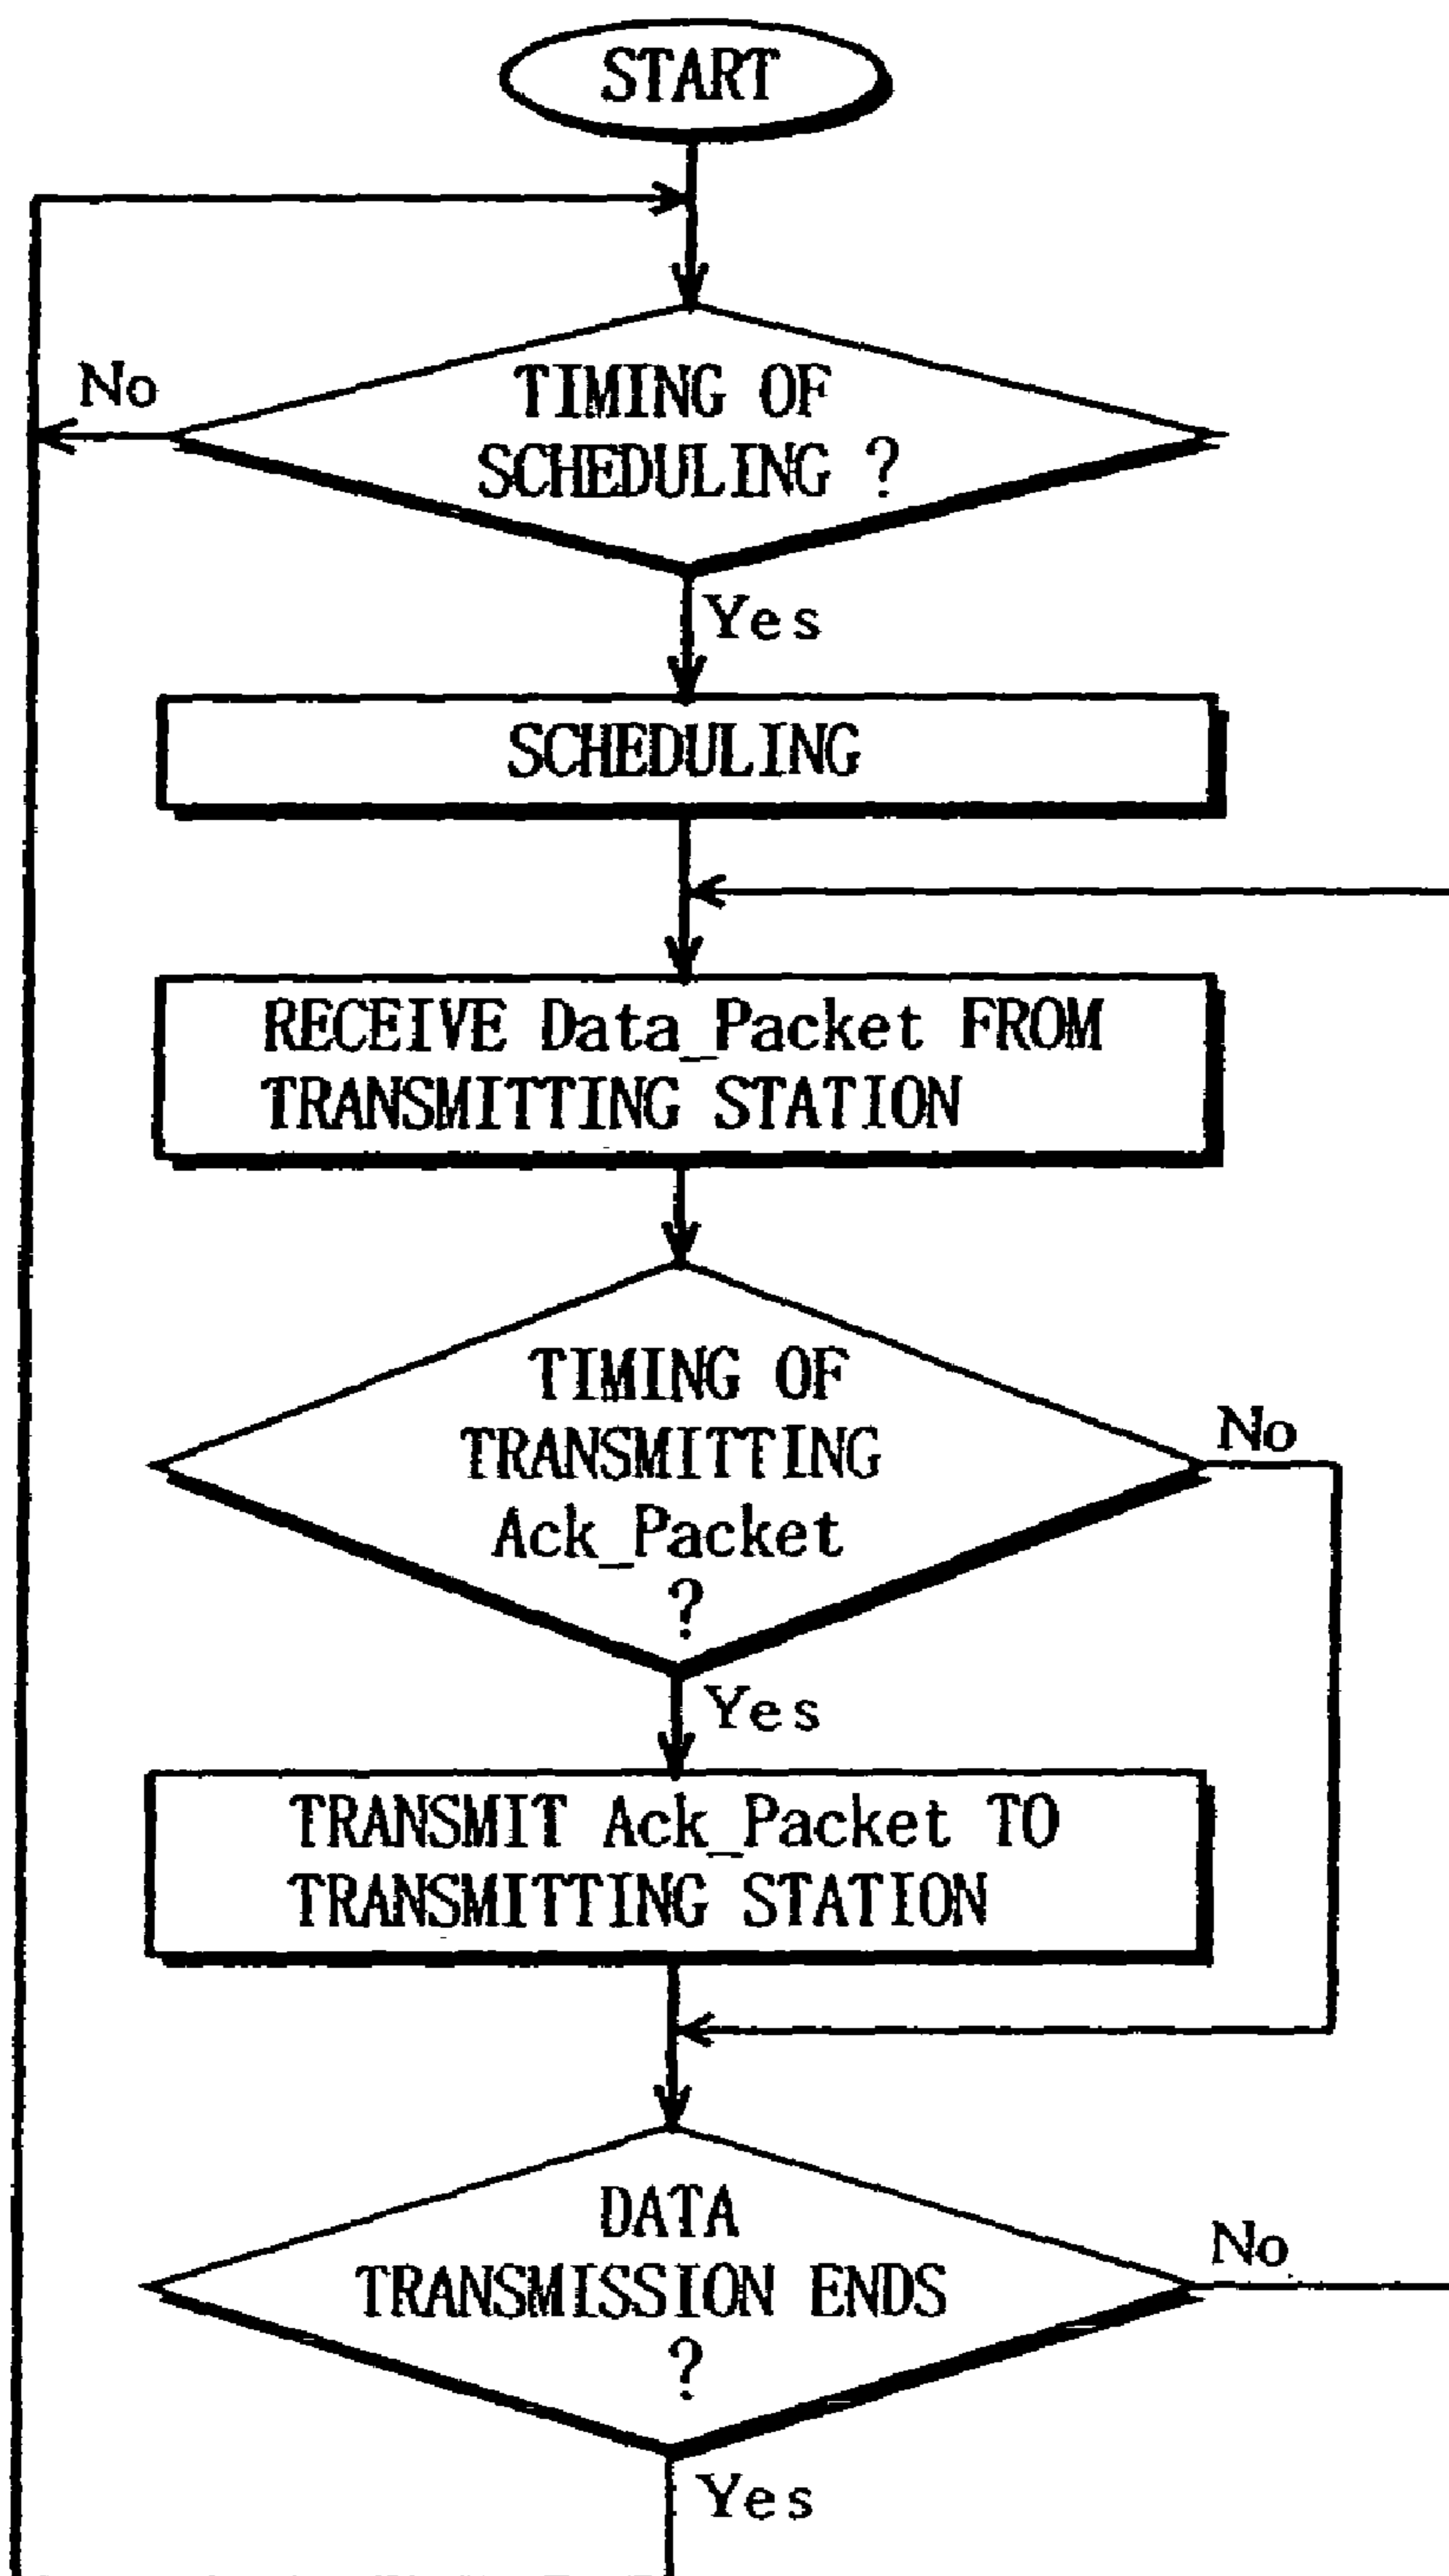 START
No
TIMING OF
SCHEDULING ?
Yes
SCHEDULING
RECEIVE Data_Packet FROM
TRANSMITTING STATION
TIMING OF
TRANSMITTING
Ack_Packet
?
No
Yes
TRANSMIT Ack_Packet TO
TRANSMITTING STATION
DATA
TRANSMISSION ENDS
?
No
Yes